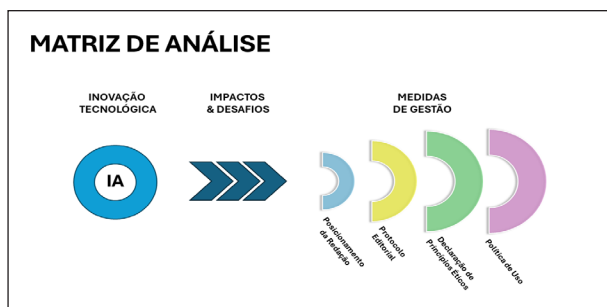 MATRIZ DE ANÁLISE
INOVAÇÃO
TECNOLÓGICA
IMPACTOS
& DESAFIOS
MEDIDAS
DE GESTÃO
IA
Posicionamento
da Redação
Protocolo
Editorial
Declaração de
Princípios Éticos
Política de Uso